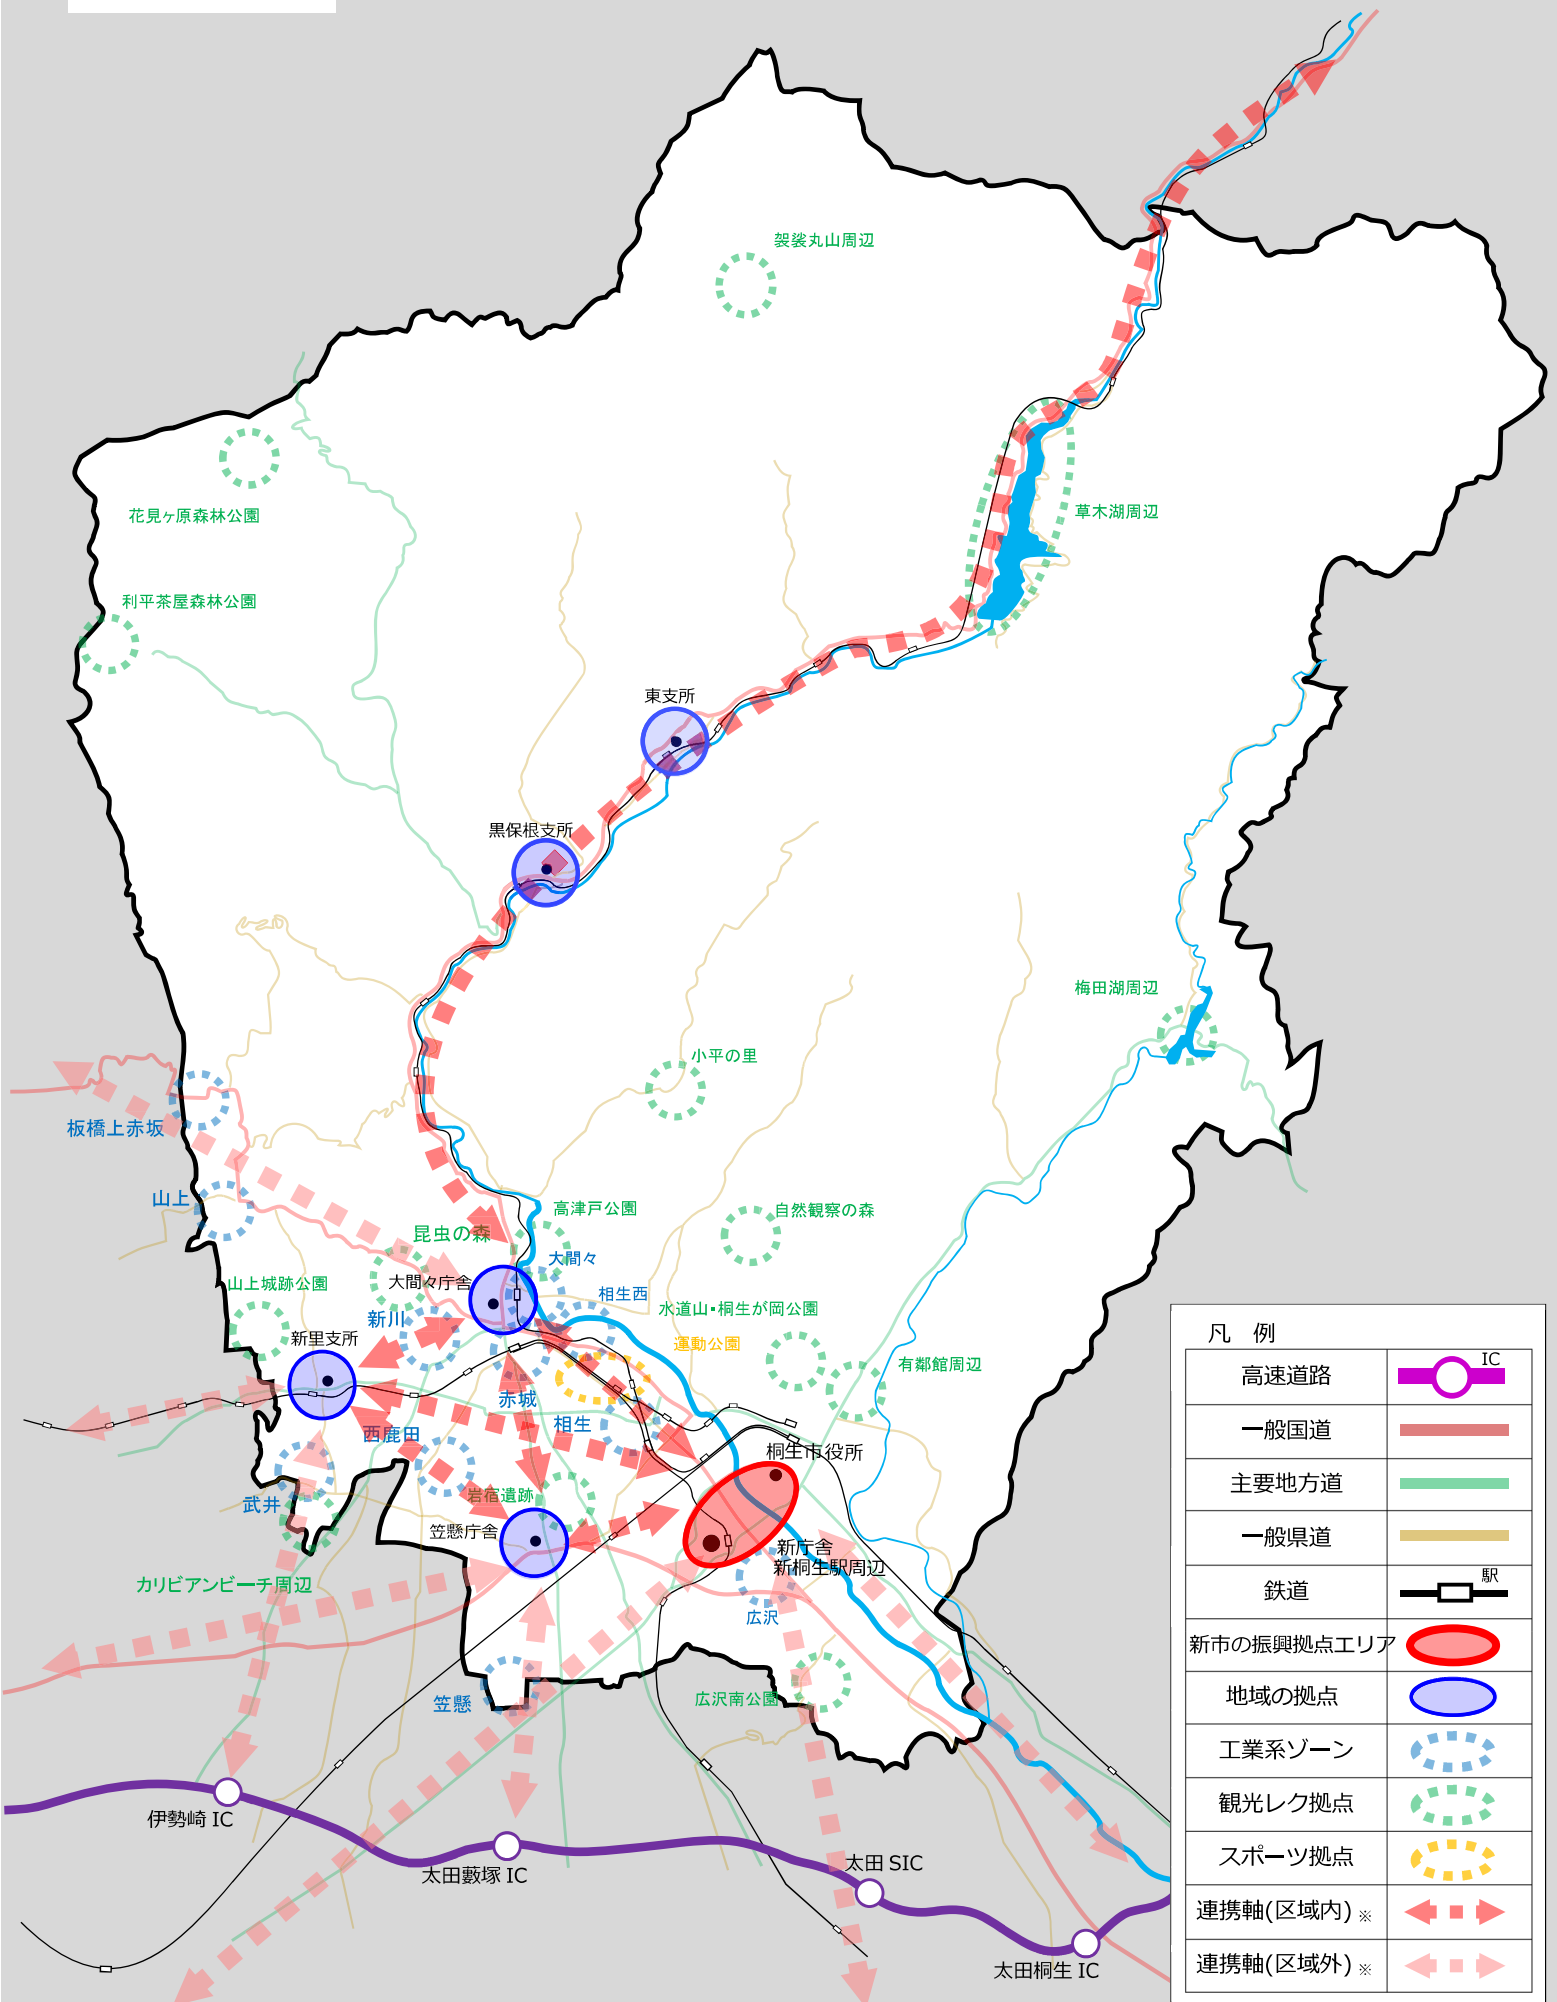 袈裟丸山周辺
花見ヶ原森林公園
草木湖周辺
利平茶屋森林公園
東支所
黒保根支所
梅田湖周辺
小平の里
板橋上赤坂
山上
高津戸公園
自然観察の森
昆虫の森
大間々
山上城跡公園
大間々庁舎
相生西
水道山・桐生が岡公園
新川
新里支所
運動公園
有鄰館周辺
赤城
相生
西鹿田
桐生市役所
岩宿遺跡
武井
笠懸庁舎
新庁舎
新桐生駅周辺
カリビアンビーチ周辺
広沢
笠懸
広沢南公園
伊勢崎 IC
太田藪塚 IC
太田 SIC
太田桐生 IC
凡 例
高速道路 IC
一般国道
主要地方道
一般県道
鉄道 駅
新市の振興拠点エリア
地域の拠点
工業系ゾーン
観光レク拠点
スポーツ拠点
連携軸(区域内) ※
連携軸(区域外) ※